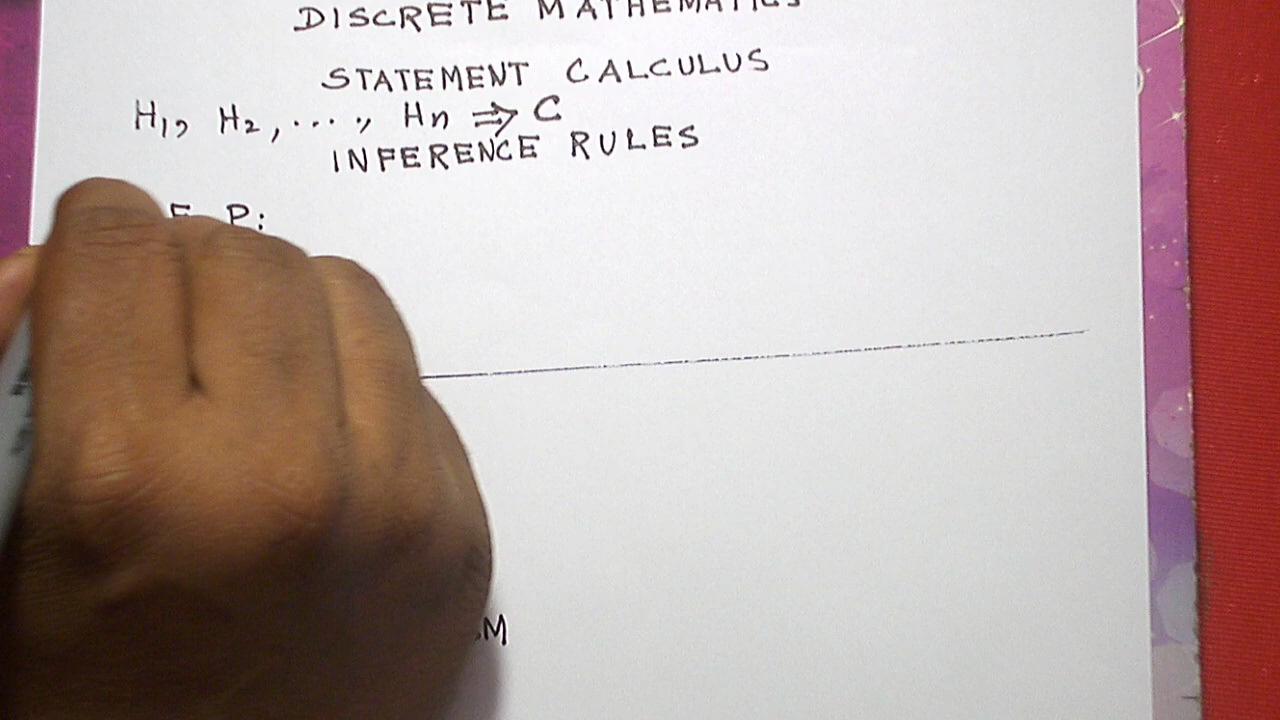 DISCRETE MATHEMATICS
STATEMENT CALCULUS
H₁, H₂, ...., Hn ⇒ C
INFERENCE RULES
P: